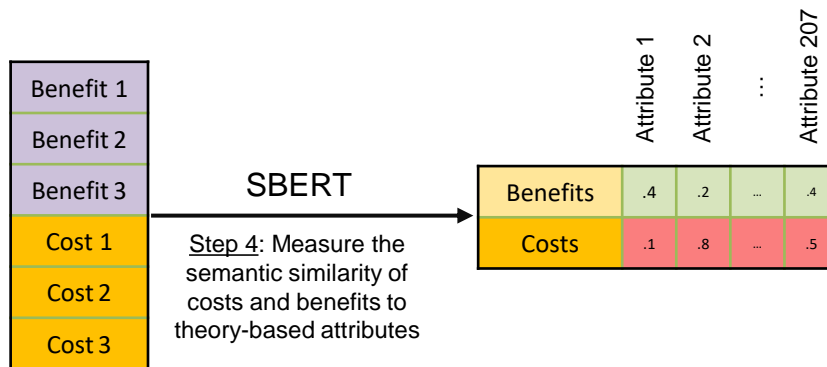 Attribute 1
Attribute 2
...
Attribute 207
Benefit 1
Benefit 2
Benefit 3
Cost 1
Cost 2
Cost 3
SBERT
Step 4: Measure the
semantic similarity of
costs and benefits to
theory-based attributes
Benefits .4 .2 ... .4
Costs .1 .8 ... .5